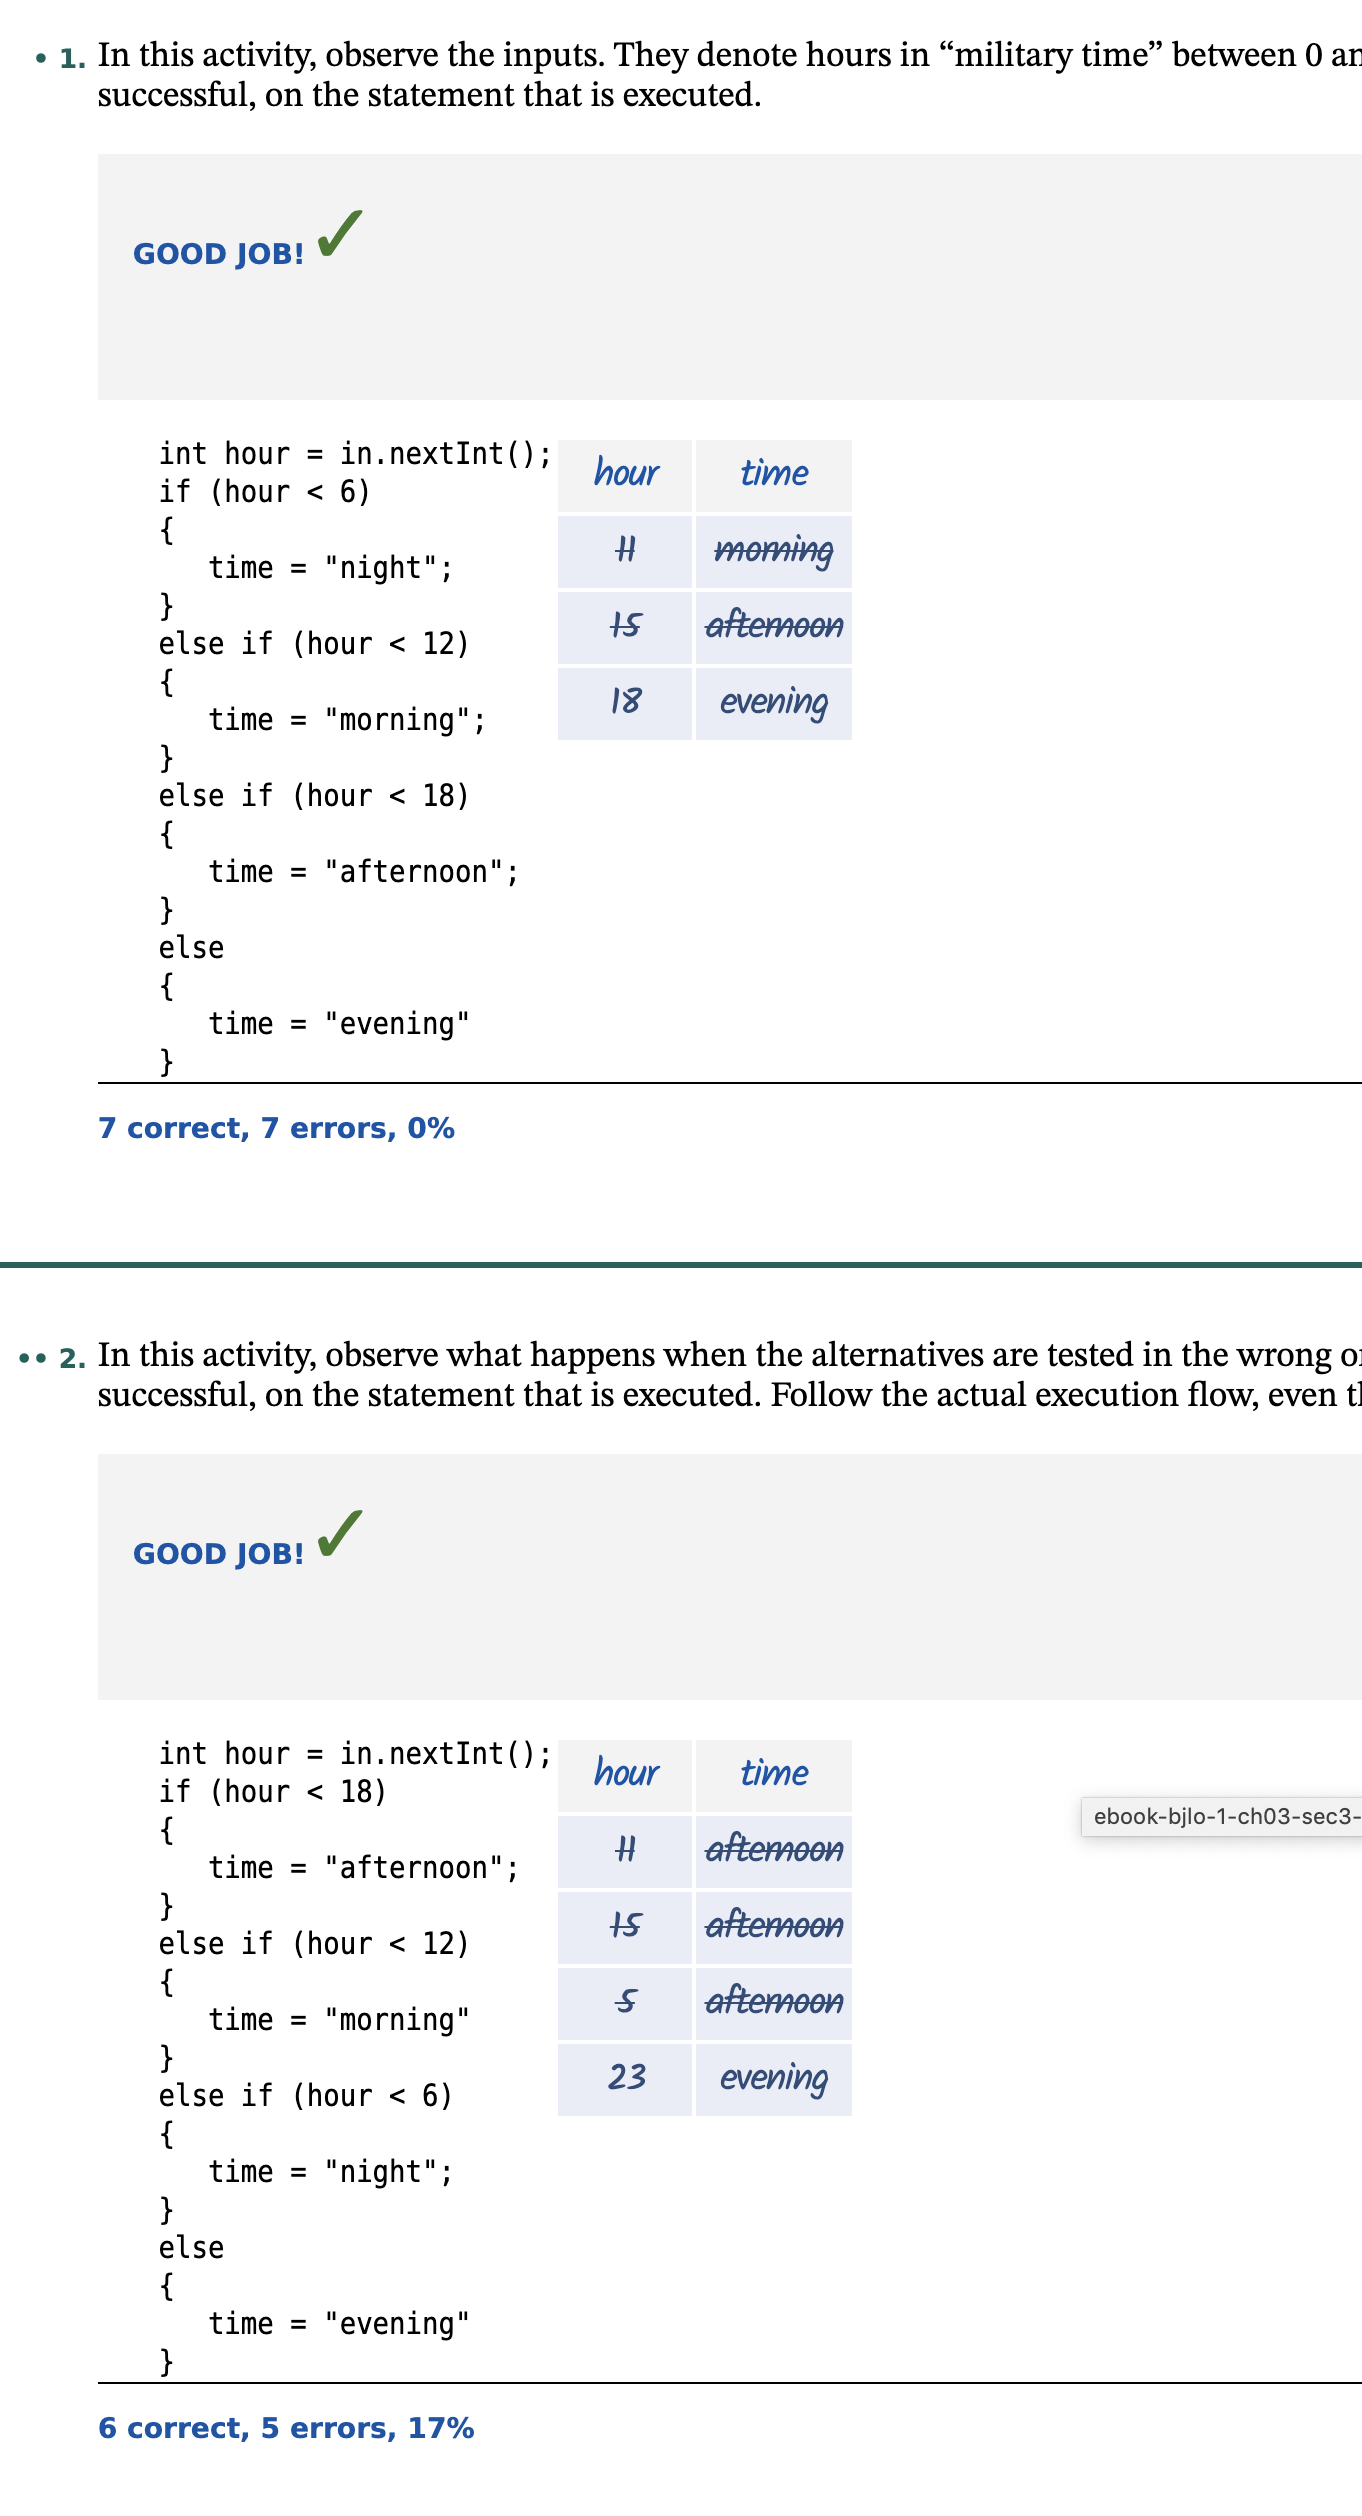 • 1. In this activity, observe the inputs. They denote hours in “military time” between 0 an
successful, on the statement that is executed.
GOOD JOB! ✓
int hour = in.nextInt();
if (hour < 6)
{
   time = "night";
}
else if (hour < 12)
{
   time = "morning";
}
else if (hour < 18)
{
   time = "afternoon";
}
else
{
   time = "evening"
}
hour time
11 morning
15 afternoon
18 evening
7 correct, 7 errors, 0%
•• 2. In this activity, observe what happens when the alternatives are tested in the wrong o
successful, on the statement that is executed. Follow the actual execution flow, even t
GOOD JOB! ✓
int hour = in.nextInt();
if (hour < 18)
{
   time = "afternoon";
}
else if (hour < 12)
{
   time = "morning"
}
else if (hour < 6)
{
   time = "night";
}
else
{
   time = "evening"
}
hour time
11 afternoon
15 afternoon
5 afternoon
23 evening
ebook-bjlo-1-ch03-sec3-
6 correct, 5 errors, 17%